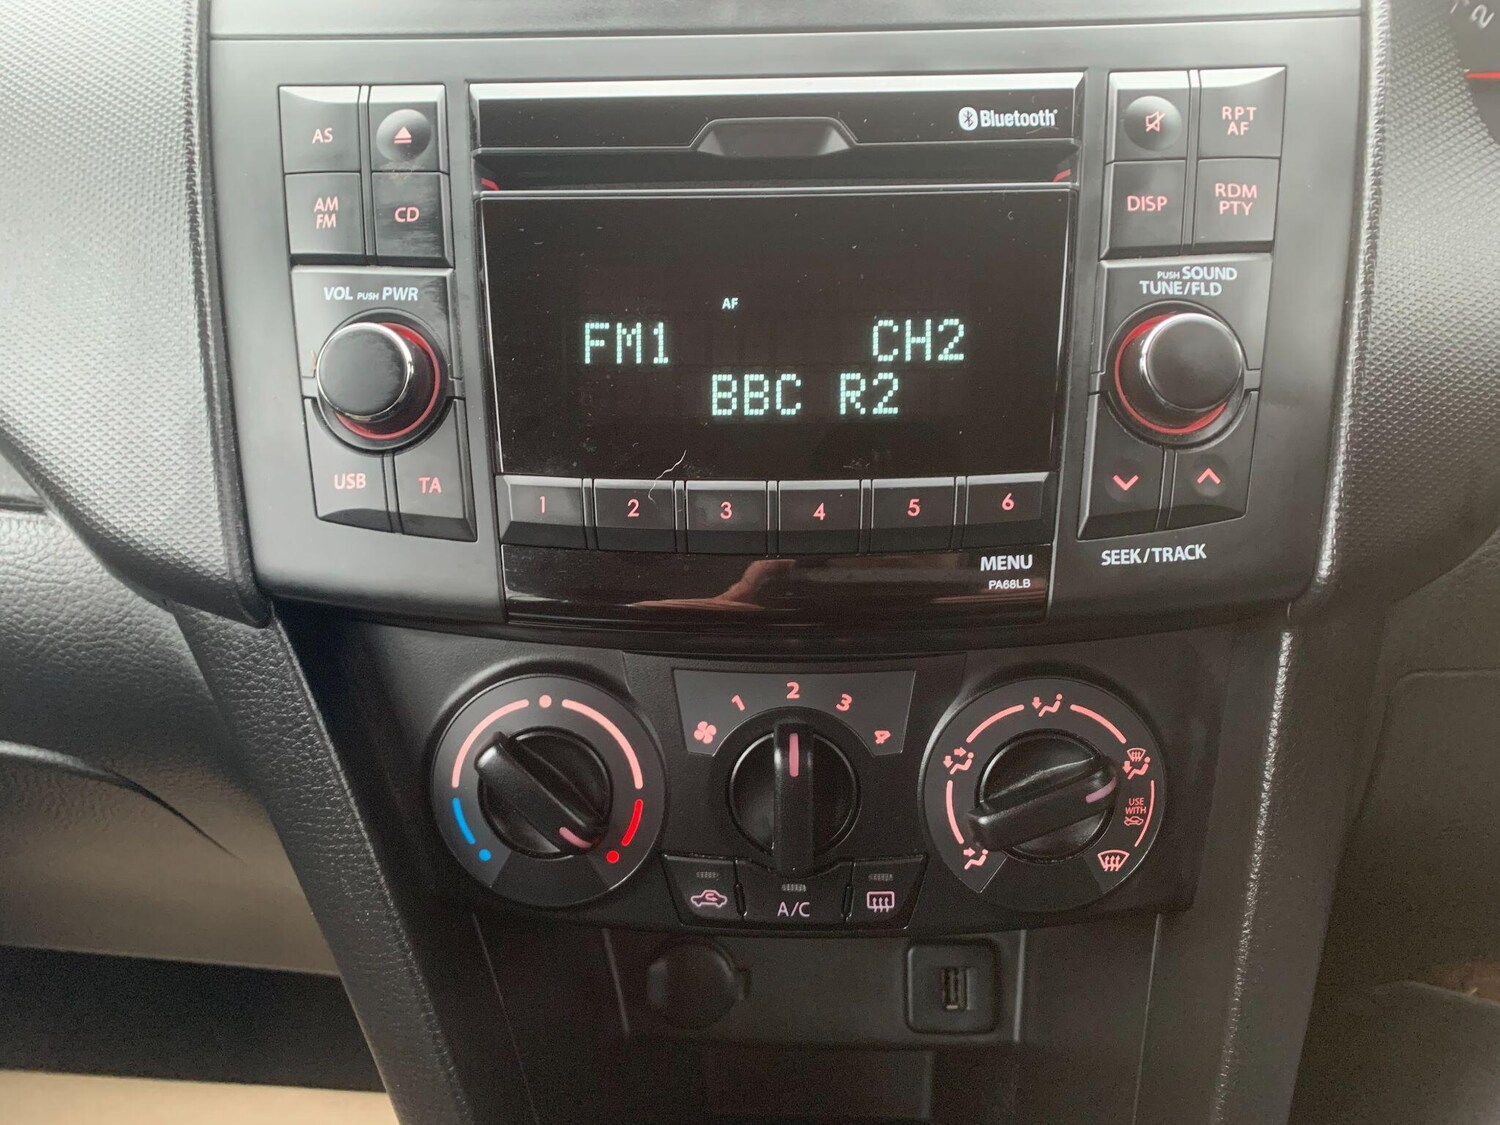 AS
AM
FM
CD
VOL PUSH PWR
USB
TA
Bluetooth
AF
FM1 CH2
BBC R2
1 2 3 4 5 6
MENU
PA68LB
RPT
AF
DISP
RDM
PTY
PUSH SOUND
TUNE/FLD
SEEK/TRACK
1 2 3 4
A/C
USE
WITH
2